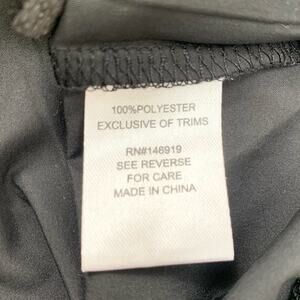 100%POLYESTER
EXCLUSIVE OF TRIMS
RN#146919
SEE REVERSE
FOR CARE
MADE IN CHINA